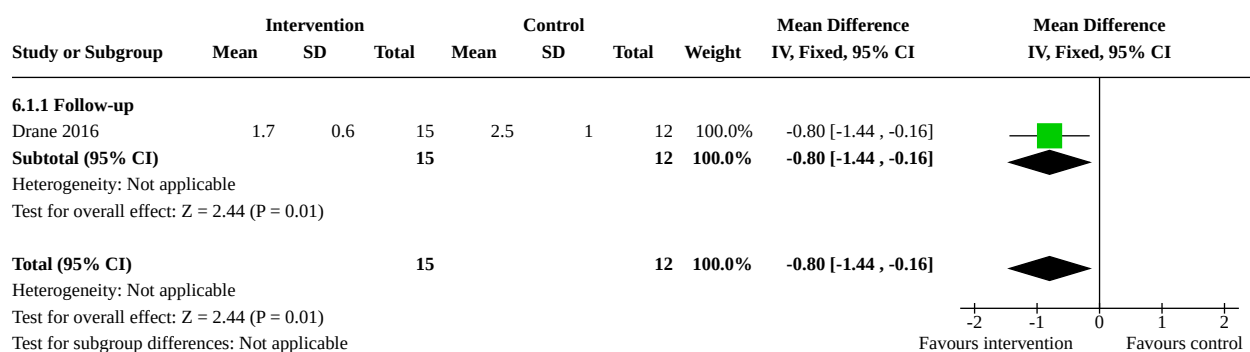 Intervention Control Mean Difference Mean Difference
Study or Subgroup Mean SD Total Mean SD Total Weight IV, Fixed, 95% CI IV, Fixed, 95% CI
6.1.1 Follow-up
Drane 2016 1.7 0.6 15 2.5 1 12 100.0% -0.80 [-1.44 , -0.16]
Subtotal (95% CI) 15 12 100.0% -0.80 [-1.44 , -0.16]
Heterogeneity: Not applicable
Test for overall effect: Z = 2.44 (P = 0.01)
Total (95% CI) 15 12 100.0% -0.80 [-1.44 , -0.16]
Heterogeneity: Not applicable
Test for overall effect: Z = 2.44 (P = 0.01)
-2 -1 0 1 2
Test for subgroup differences: Not applicable Favours intervention Favours control